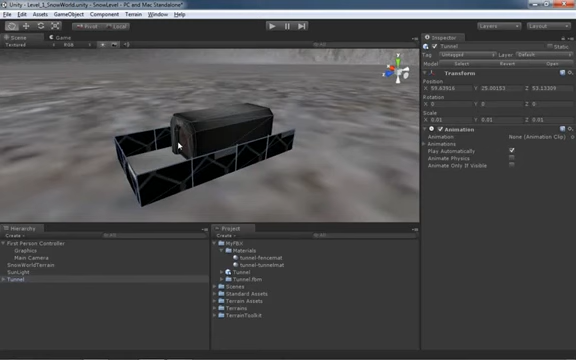 Unity - Level_1_SnowWorld.unity - SnowLevel - PC and Mac Standalone*
File Edit Assets GameObject Component Terrain Window Help
Pivot Local Layers Layout
Scene Game
Textured RGB
Inspector
Tunnel Static
Tag Untagged Layer Default
Model Select Revert Open
Transform
Position
X 59.63516 Y 25.00153 Z 53.13309
Rotation
X 0 Y 0 Z 0
Scale
X 0.01 Y 0.01 Z 0.01
Animation
Animation None (Animation Clip)
Animations
Play Automatically
Animate Physics
Animate Only If Visible
Hierarchy
Create
First Person Controller
Graphics
Main Camera
SnowWorldTerrain
SunLight
Tunnel
Project
Create
MyFBX
Materials
tunnel-fencemat
tunnel-tunnelmat
Tunnel
Tunnel.fbm
Scenes
Standard Assets
Terrain Assets
Terrains
TerrainToolkit